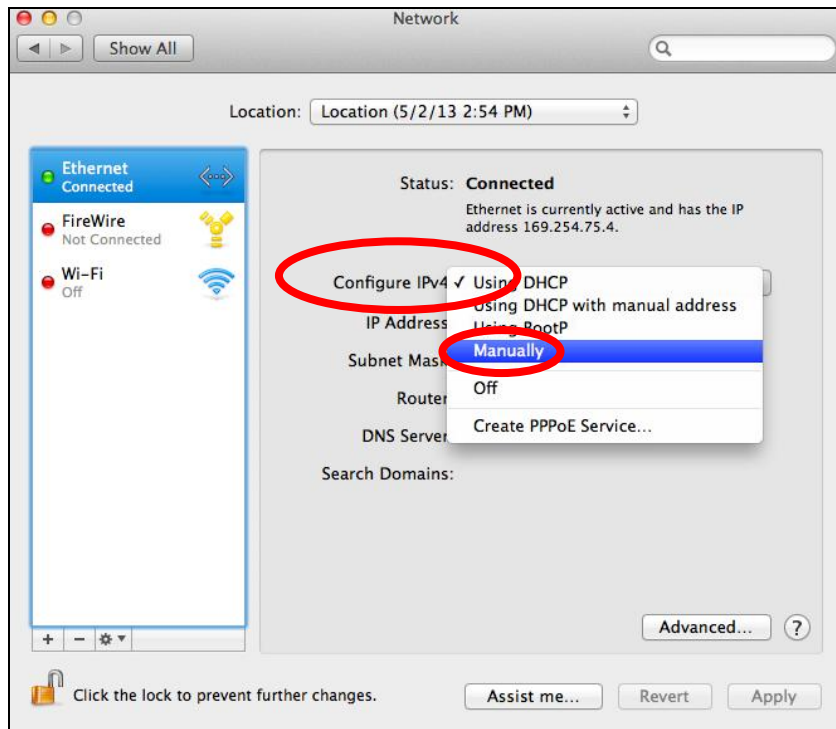 Network
Show All
Location: Location (5/2/13 2:54 PM)
Ethernet
Connected
FireWire
Not Connected
Wi-Fi
Off
Status: Connected
Ethernet is currently active and has the IP
address 169.254.75.4.
Configure IPv4 ✓ Using DHCP
Using DHCP with manual address
IP Address Using BootP
Manually
Subnet Mask
Off
Router
Create PPPoE Service...
DNS Server
Search Domains:
Advanced... ?
+ -
Click the lock to prevent further changes.
Assist me... Revert Apply